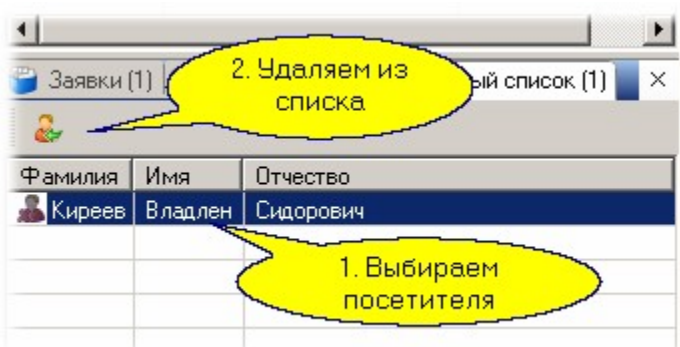 Заявки (1)
2. Удаляем из
списка
ый список (1)
Фамилия Имя Отчество
Киреев Владлен Сидорович
1. Выбираем
посетителя